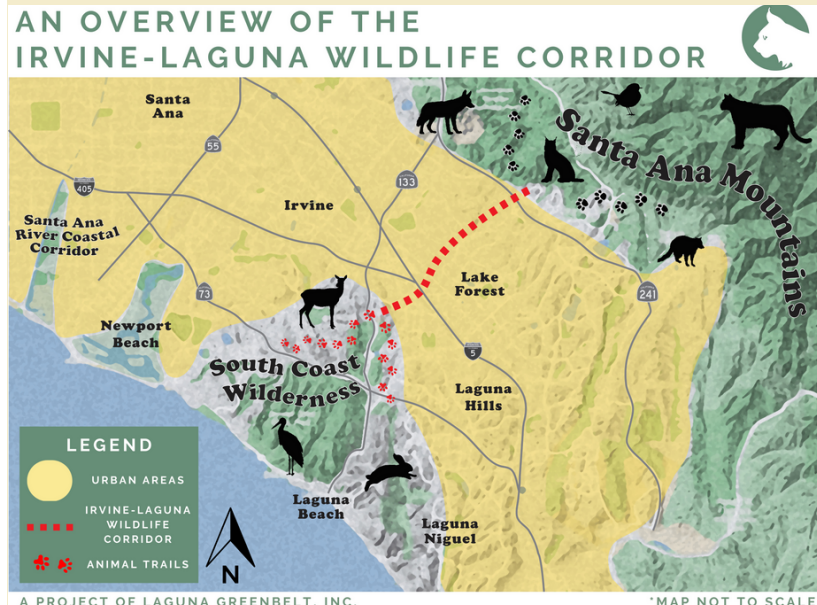 AN OVERVIEW OF THE
IRVINE-LAGUNA WILDLIFE CORRIDOR
Santa
Ana
55
133
405
Irvine
Santa Ana Mountains
Santa Ana
River Coastal
Corridor
Lake
Forest
73
241
Newport
Beach
5
South Coast
Wilderness
Laguna
Hills
LEGEND
URBAN AREAS
IRVINE-LAGUNA
WILDLIFE
CORRIDOR
ANIMAL TRAILS
N
Laguna
Beach
Laguna
Niguel
A PROJECT OF LAGUNA GREENBELT, INC.
*MAP NOT TO SCALE